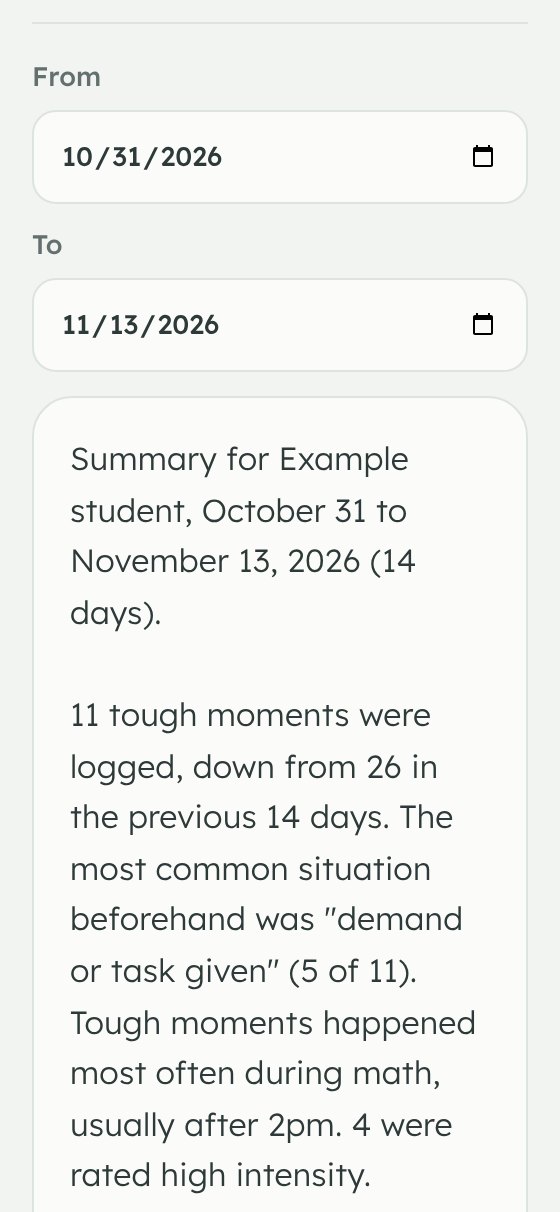 From
10/31/2026
To
11/13/2026
Summary for Example
student, October 31 to
November 13, 2026 (14
days).
11 tough moments were
logged, down from 26 in
the previous 14 days. The
most common situation
beforehand was "demand
or task given" (5 of 11).
Tough moments happened
most often during math,
usually after 2pm. 4 were
rated high intensity.